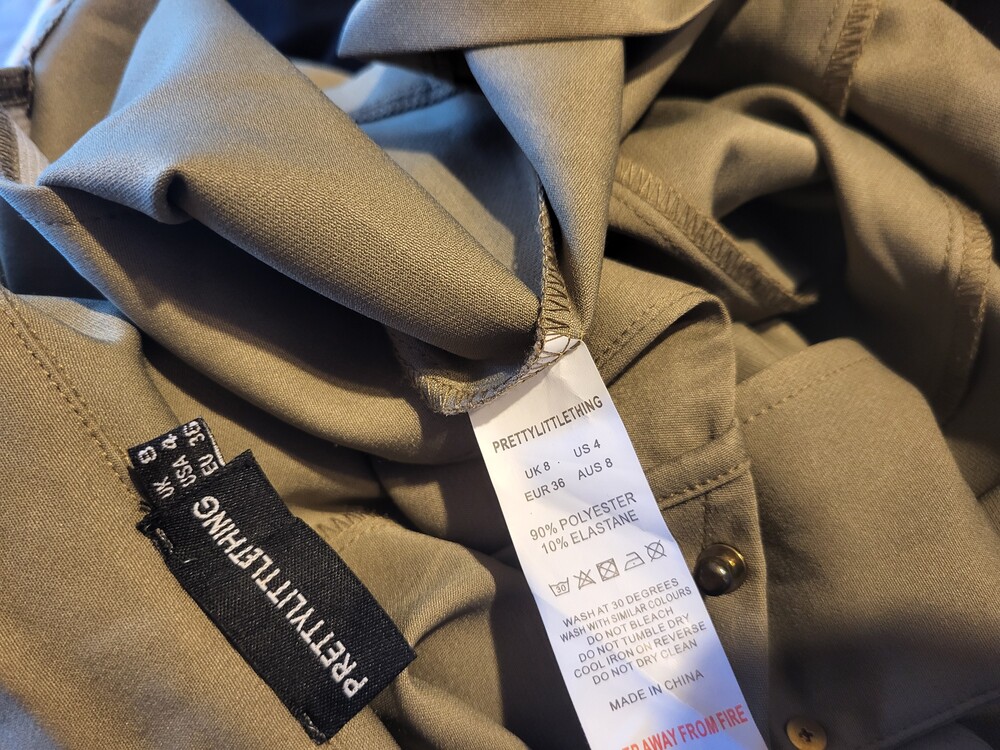 UK 8
USA 4
EU 36
PRETTYLITTLETHING
PRETTYLITTLETHING
UK 8 · US 4
EUR 36 AUS 8
90% POLYESTER
10% ELASTANE
30
WASH AT 30 DEGREES
WASH WITH SIMILAR COLOURS
DO NOT BLEACH
DO NOT TUMBLE DRY
COOL IRON ON REVERSE
DO NOT DRY CLEAN
MADE IN CHINA
AWAY FROM FIRE